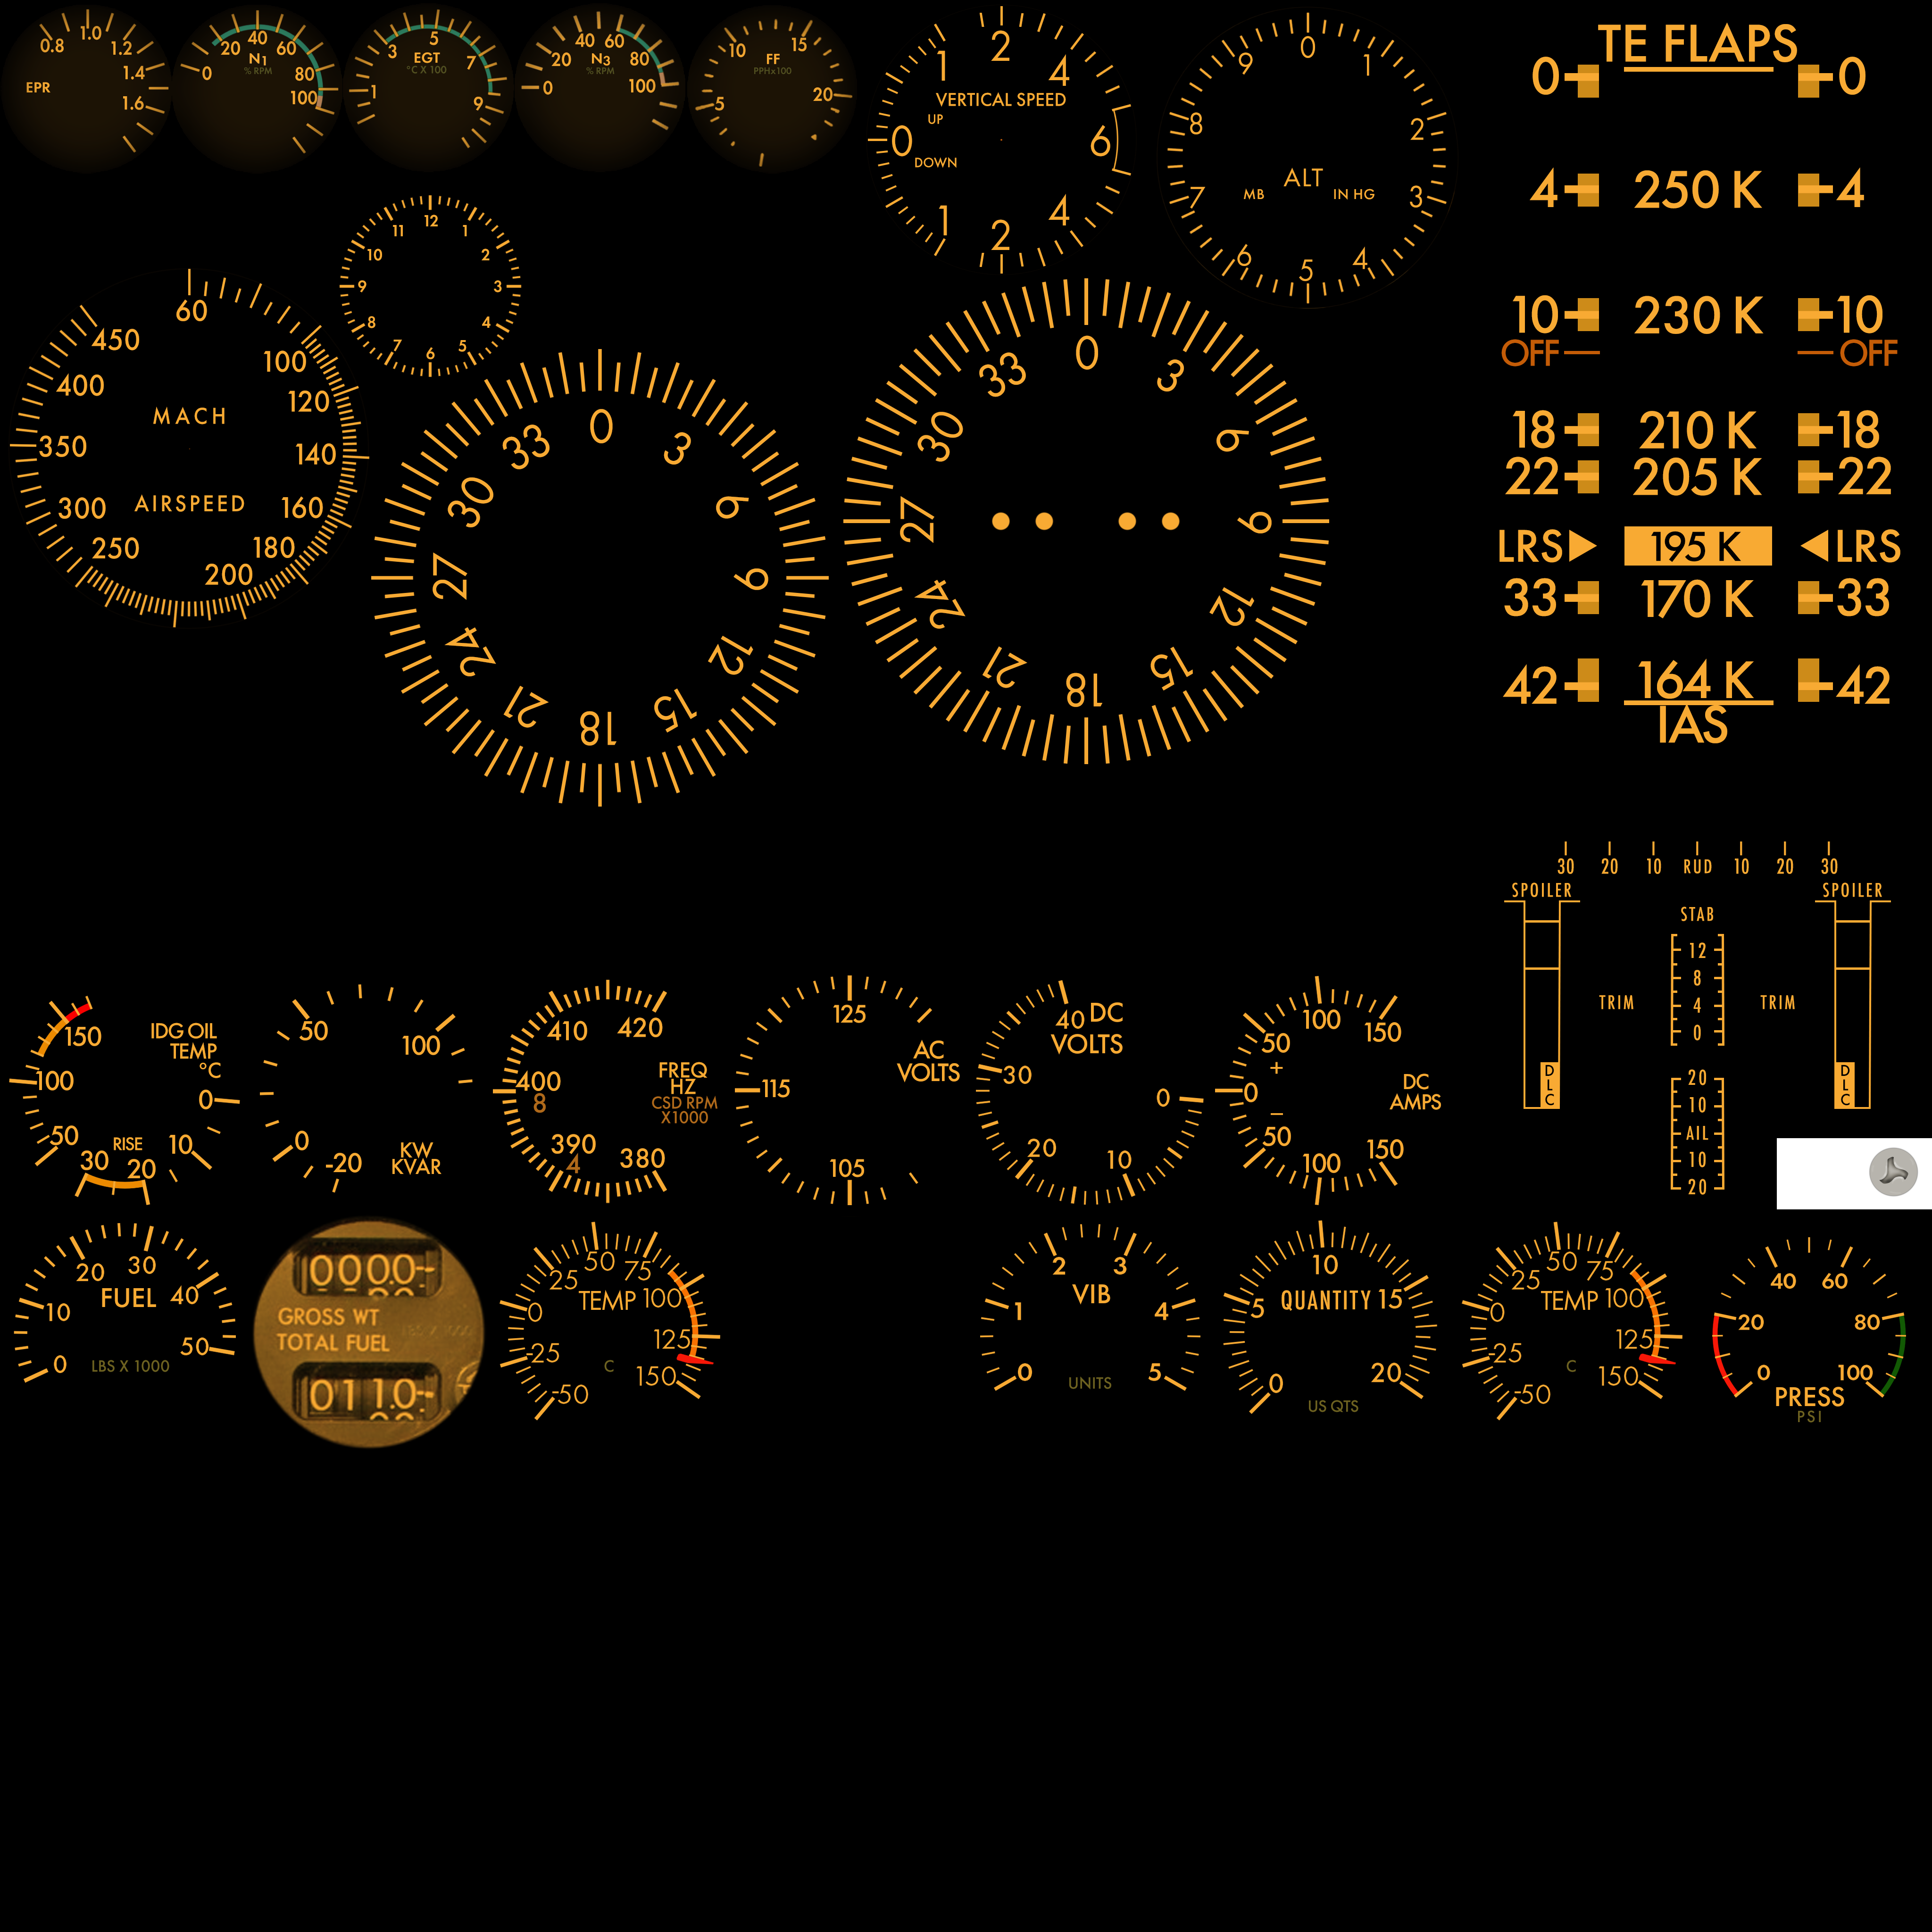 0.8 1.0 1.2 1.4 1.6
EPR
0 20 40 60 80 100
N1
% RPM
1 3 5 7 9
EGT
°C X 100
0 20 40 60 80 100
N3
% RPM
5 10 15 20
FF
PPHx100
1 2 4
VERTICAL SPEED
UP
0 6
DOWN
1 2 4
0 1 2 3 4 5 6 7 8 9
ALT
MB IN HG
TE FLAPS
0 0
4 250 K 4
10 230 K 10
OFF OFF
18 210 K 18
22 205 K 22
LRS 195 K LRS
33 170 K 33
42 164 K 42
IAS
12 1 2 3 4 5 6 7 8 9 10 11
60 100 120 140 160 180 200 250 300 350 400 450
MACH
AIRSPEED
0 3 6 9 12 15 18 21 24 27 30 33
0 3 6 9 12 15 18 21 24 27 30 33
30 20 10 RUD 10 20 30
SPOILER SPOILER
STAB
12
8
TRIM 4 TRIM
0
DLC DLC
20
10
AIL
10
20
150 100 50
IDG OIL
TEMP
°C
0 10 20 30
RISE
50 100
0 -20
KW
KVAR
410 420
400
8
FREQ
HZ
CSD RPM
X1000
390 380
4
125
115
105
AC
VOLTS
40 30 20 10 0
DC
VOLTS
50 100 150
+
0
–
50 100 150
DC
AMPS
0 10 20 30 40 50
FUEL
LBS X 1000
000.0
GROSS WT
TOTAL FUEL
011.0
-50 -25 0 25 50 75 100 125 150
TEMP
C
0 1 2 3 4 5
VIB
UNITS
0 5 10 15 20
QUANTITY
US QTS
-50 -25 0 25 50 75 100 125 150
TEMP
C
0 20 40 60 80 100
PRESS
PSI